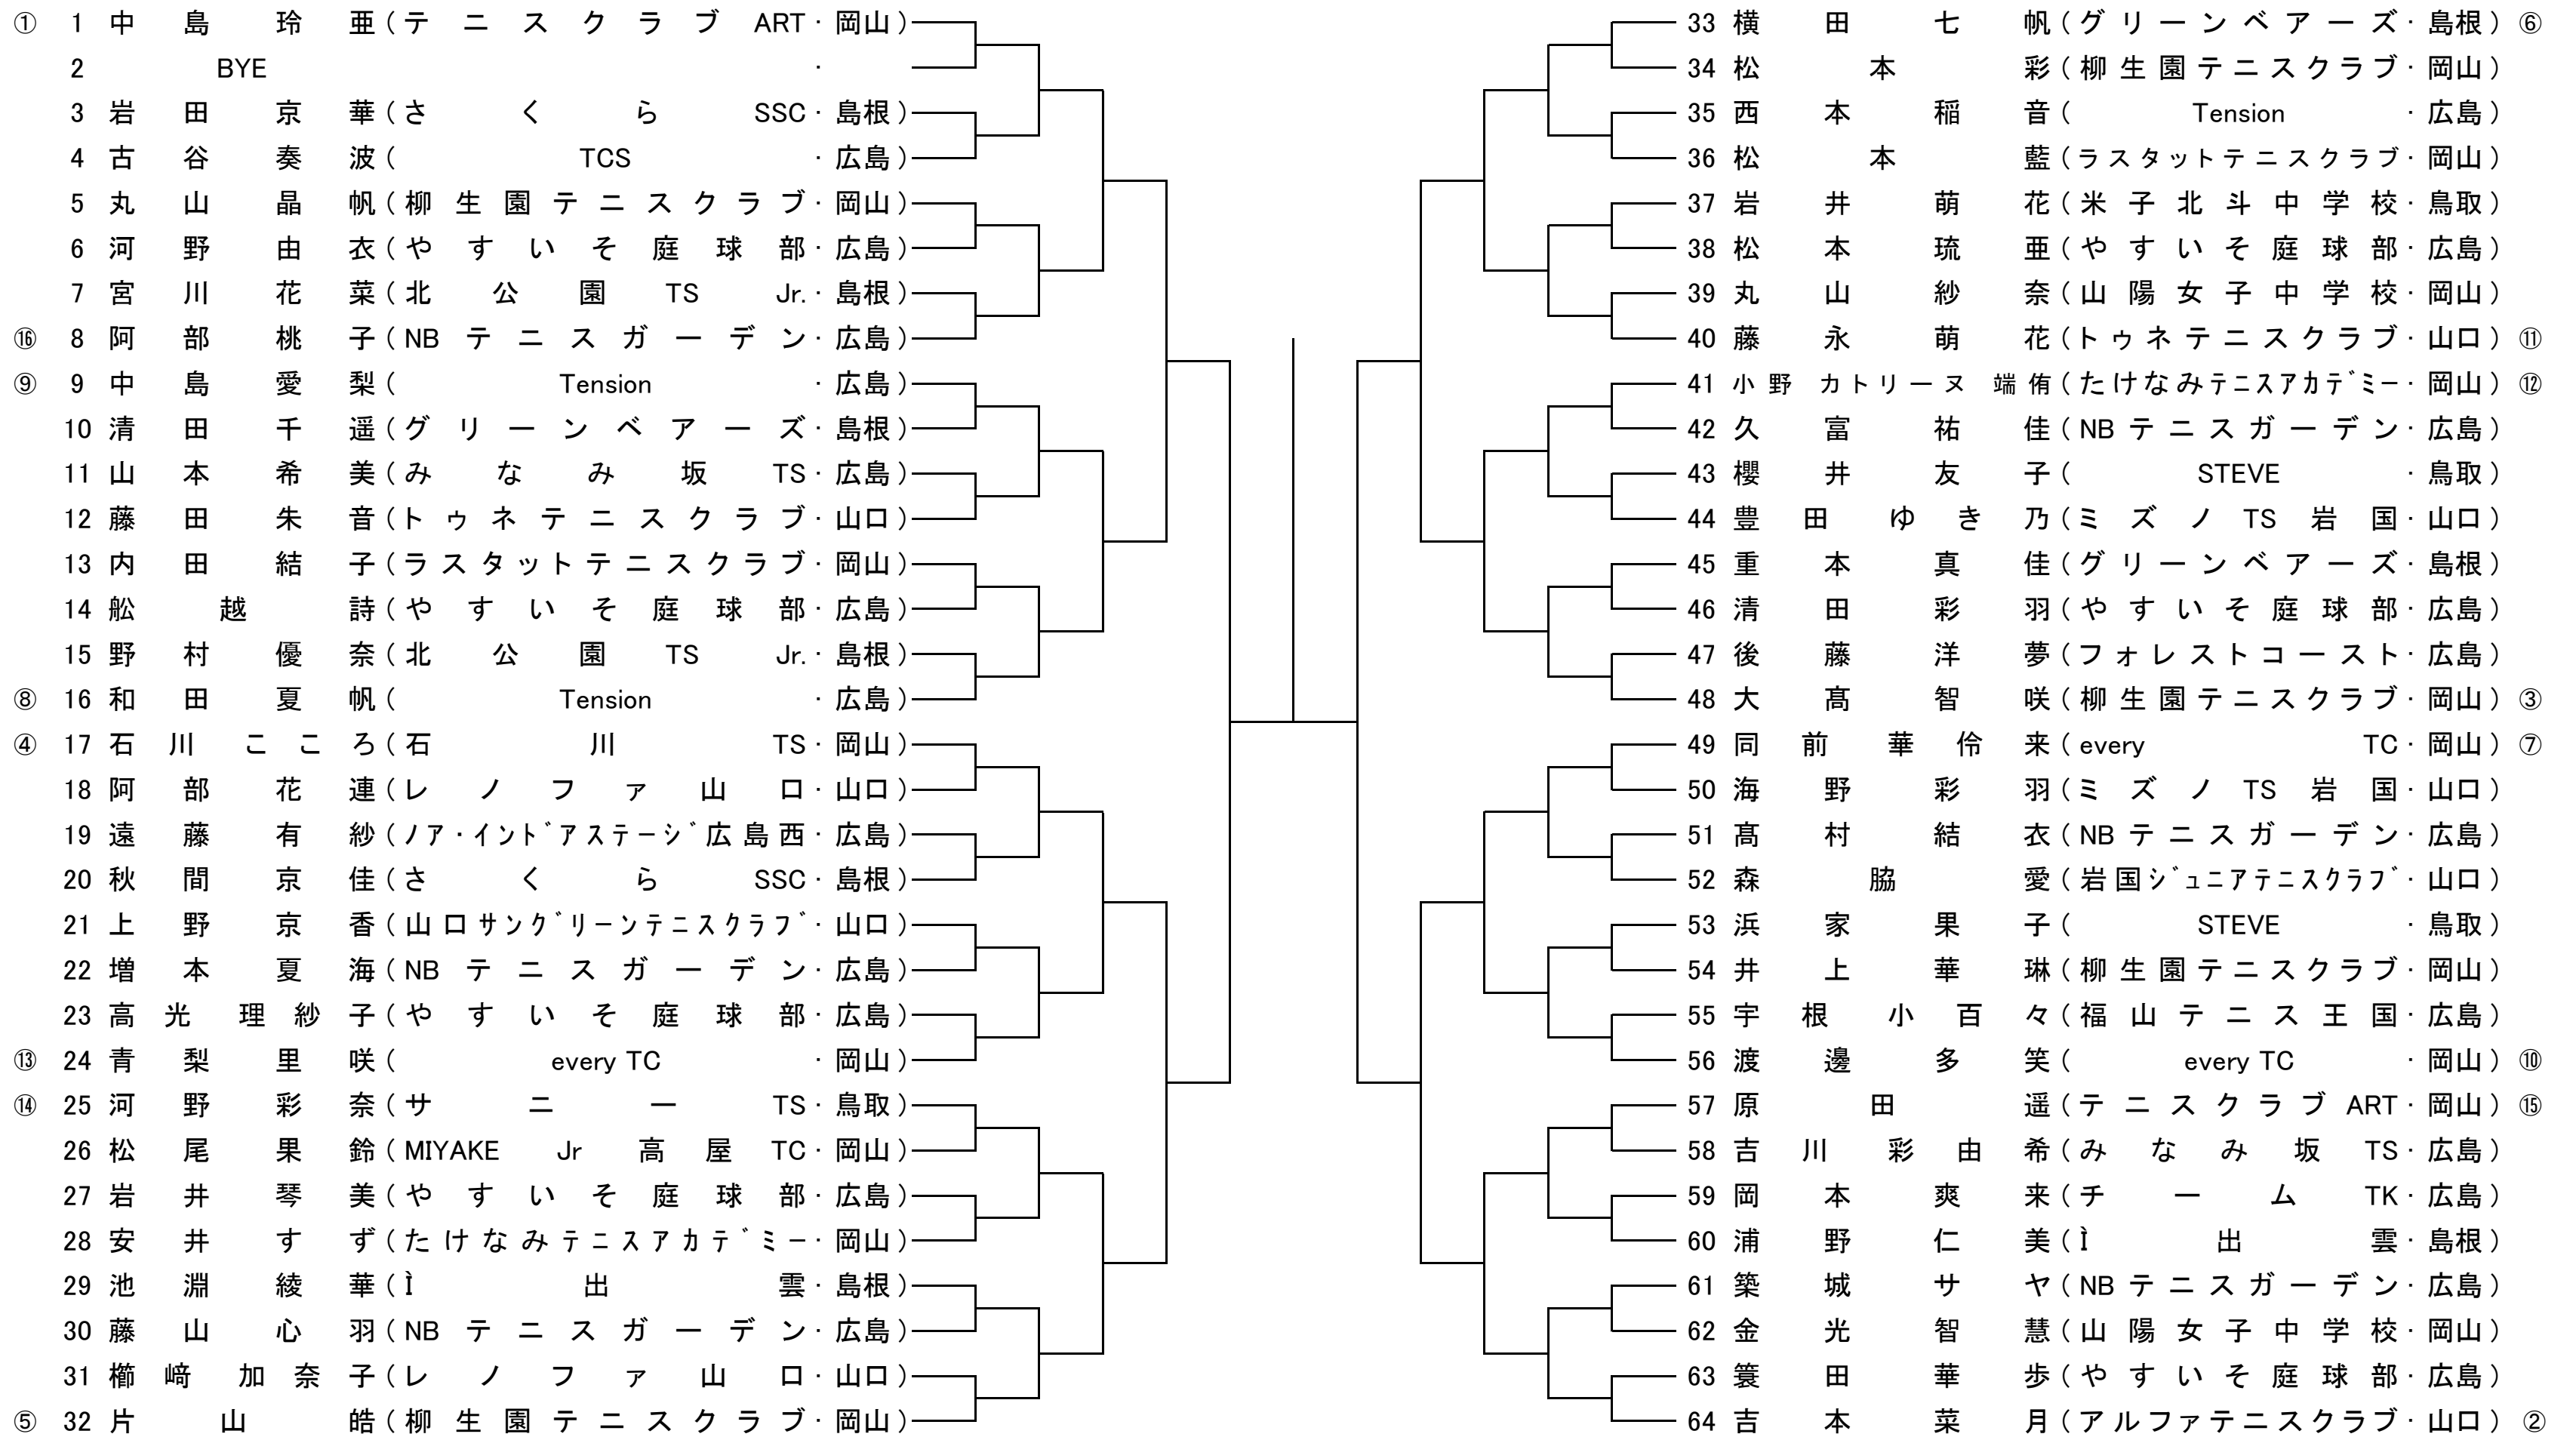 ① 1 中島玲亜(テニスクラブART・岡山)
2 BYE ・
3 岩田京華(さくらSSC・島根)
4 古谷奏波(TCS・広島)
5 丸山晶帆(柳生園テニスクラブ・岡山)
6 河野由衣(やすいそ庭球部・広島)
7 宮川花菜(北公園TS Jr.・島根)
⑯ 8 阿部桃子(NBテニスガーデン・広島)
⑨ 9 中島愛梨(Tension・広島)
10 清田千遥(グリーンベアーズ・島根)
11 山本希美(みなみ坂TS・広島)
12 藤田朱音(トゥネテニスクラブ・山口)
13 内田結子(ラスタットテニスクラブ・岡山)
14 舩越詩(やすいそ庭球部・広島)
15 野村優奈(北公園TS Jr.・島根)
⑧ 16 和田夏帆(Tension・広島)
④ 17 石川こころ(石川TS・岡山)
18 阿部花連(レノファ山口・山口)
19 遠藤有紗(ノア・インドアステージ広島西・広島)
20 秋間京佳(さくらSSC・島根)
21 上野京香(山口サングリーンテニスクラブ・山口)
22 増本夏海(NBテニスガーデン・広島)
23 高光理紗子(やすいそ庭球部・広島)
⑬ 24 青梨里咲(every TC・岡山)
⑭ 25 河野彩奈(サニーTS・鳥取)
26 松尾果鈴(MIYAKE Jr 高屋TC・岡山)
27 岩井琴美(やすいそ庭球部・広島)
28 安井すず(たけなみテニスアカデミー・岡山)
29 池淵綾華(Ì出雲・島根)
30 藤山心羽(NBテニスガーデン・広島)
31 櫛﨑加奈子(レノファ山口・山口)
⑤ 32 片山皓(柳生園テニスクラブ・岡山)
33 横田七帆(グリーンベアーズ・島根) ⑥
34 松本彩(柳生園テニスクラブ・岡山)
35 西本稲音(Tension・広島)
36 松本藍(ラスタットテニスクラブ・岡山)
37 岩井萌花(米子北斗中学校・鳥取)
38 松本琉亜(やすいそ庭球部・広島)
39 丸山紗奈(山陽女子中学校・岡山)
40 藤永萌花(トゥネテニスクラブ・山口) ⑪
41 小野 カトリーヌ 端侑(たけなみテニスアカデミー・岡山) ⑫
42 久富祐佳(NBテニスガーデン・広島)
43 櫻井友子(STEVE・鳥取)
44 豊田ゆき乃(ミズノTS岩国・山口)
45 重本真佳(グリーンベアーズ・島根)
46 清田彩羽(やすいそ庭球部・広島)
47 後藤洋夢(フォレストコースト・広島)
48 大髙智咲(柳生園テニスクラブ・岡山) ③
49 同前華伶来(every TC・岡山) ⑦
50 海野彩羽(ミズノTS岩国・山口)
51 髙村結衣(NBテニスガーデン・広島)
52 森脇愛(岩国ジュニアテニスクラブ・山口)
53 浜家果子(STEVE・鳥取)
54 井上華琳(柳生園テニスクラブ・岡山)
55 宇根小百々(福山テニス王国・広島)
56 渡邊多笑(every TC・岡山) ⑩
57 原田遥(テニスクラブART・岡山) ⑮
58 吉川彩由希(みなみ坂TS・広島)
59 岡本爽来(チームTK・広島)
60 浦野仁美(Ì出雲・島根)
61 築城サヤ(NBテニスガーデン・広島)
62 金光智慧(山陽女子中学校・岡山)
63 簑田華歩(やすいそ庭球部・広島)
64 吉本菜月(アルファテニスクラブ・山口) ②